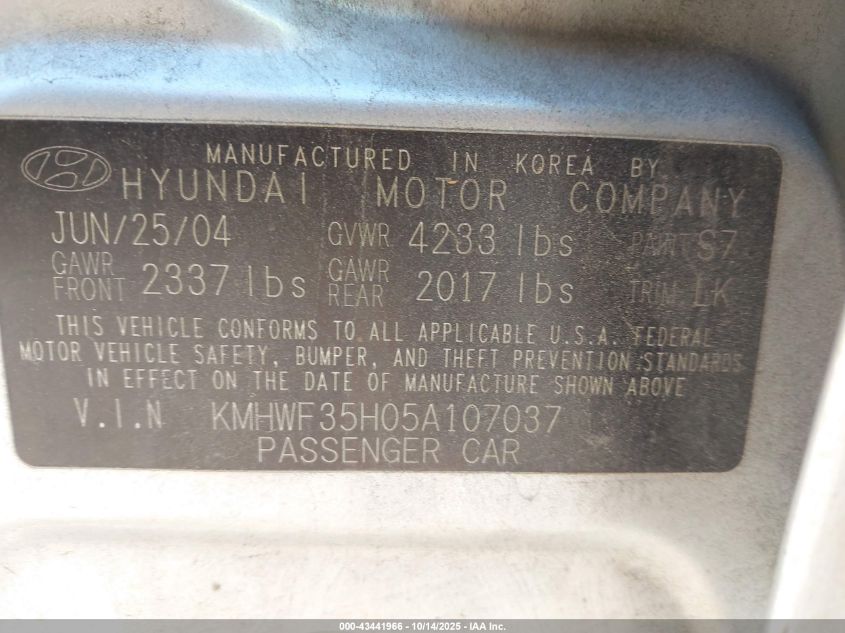 MANUFACTURED IN KOREA BY
HYUNDAI MOTOR COMPANY
JUN/25/04 GVWR 4233 lbs PAINT S7
GAWR FRONT 2337 lbs GAWR REAR 2017 lbs TRIM LK
THIS VEHICLE CONFORMS TO ALL APPLICABLE U.S.A. FEDERAL
MOTOR VEHICLE SAFETY, BUMPER, AND THEFT PREVENTION STANDARDS
IN EFFECT ON THE DATE OF MANUFACTURE SHOWN ABOVE
V.I.N KMHWF35H05A107037
PASSENGER CAR
000-43441966 - 10/14/2025 - IAA Inc.